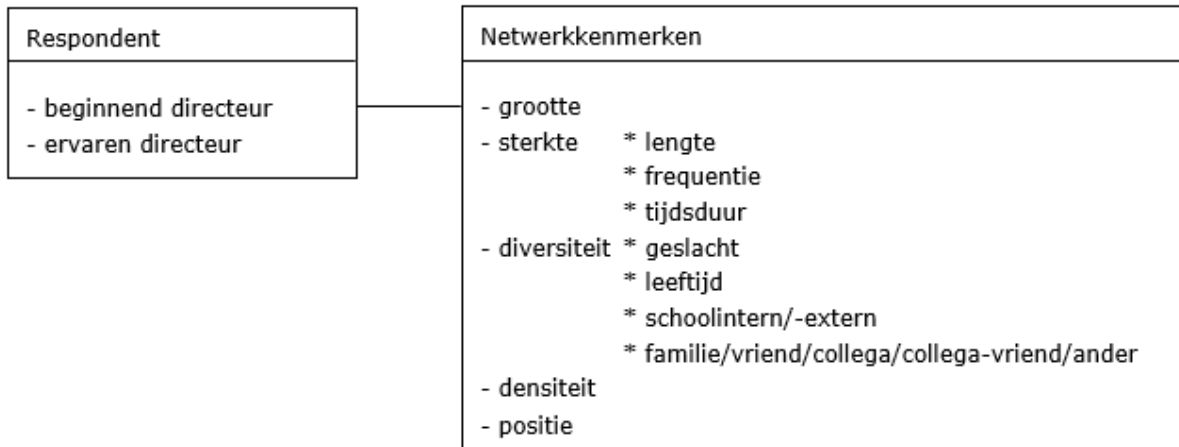 Respondent
- beginnend directeur
- ervaren directeur
Netwerkkenmerken
- grootte
- sterkte * lengte
* frequentie
* tijdsduur
- diversiteit * geslacht
* leeftijd
* schoolintern/-extern
* familie/vriend/collega/collega-vriend/ander
- densiteit
- positie